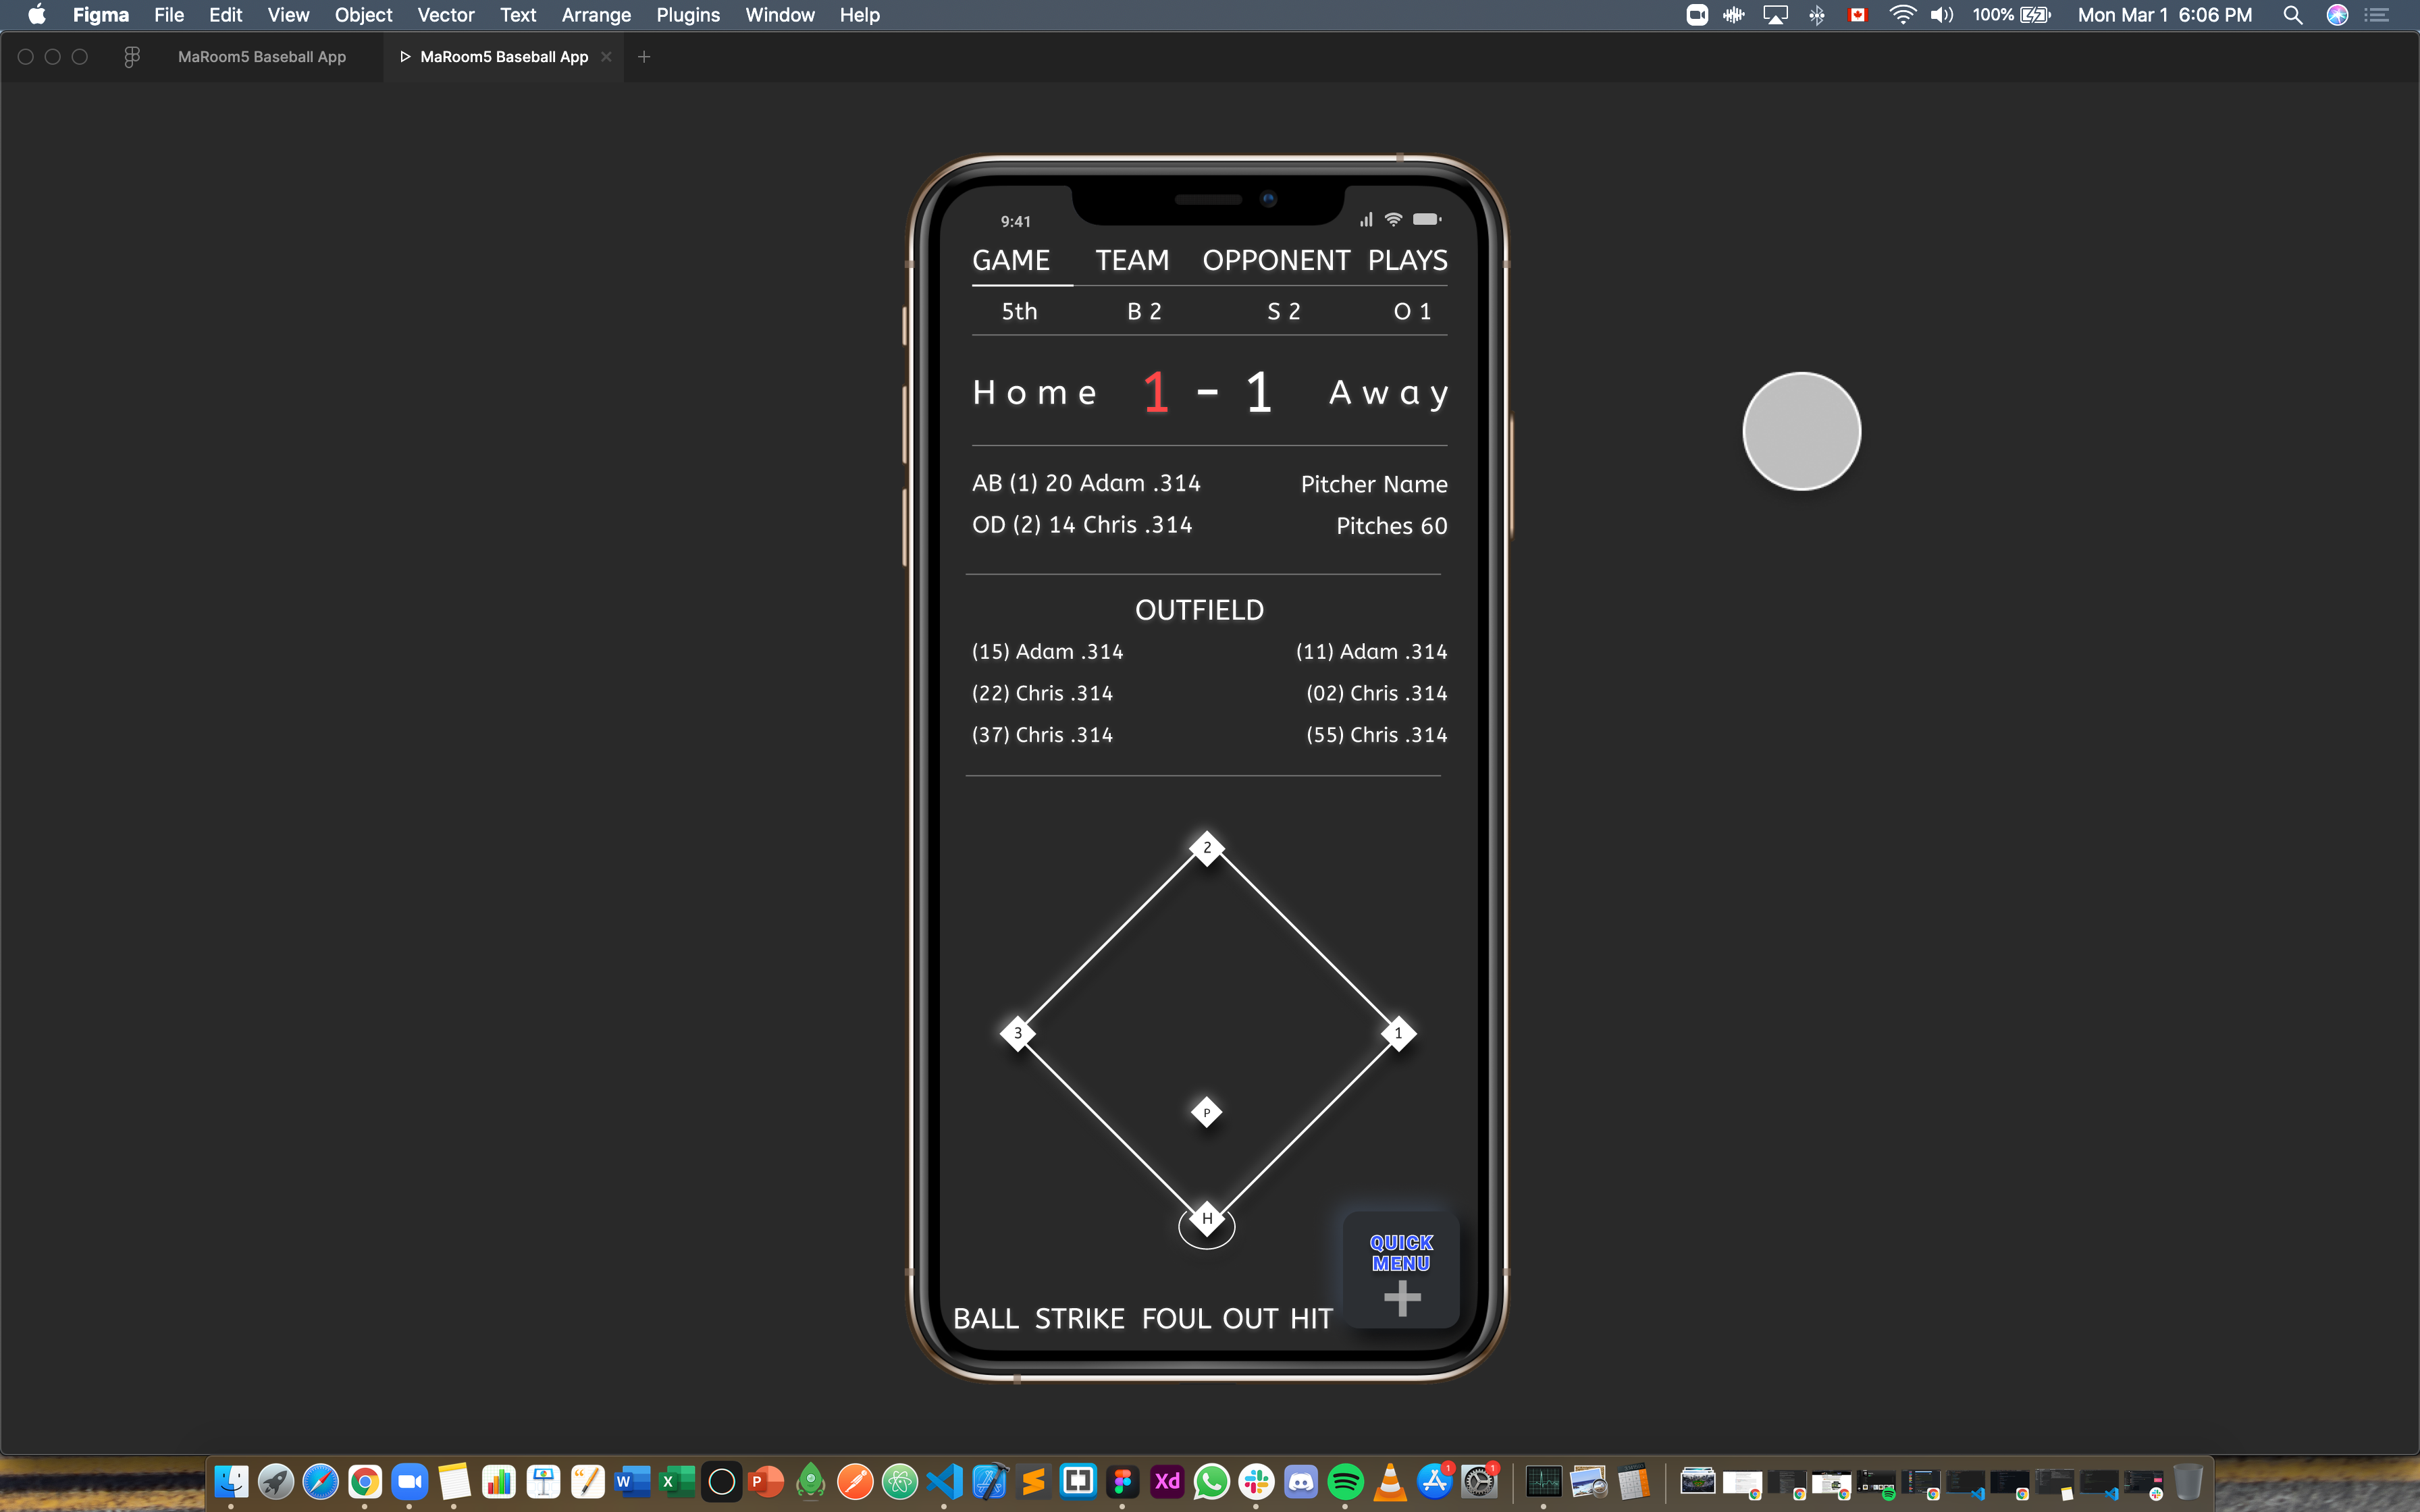 Figma File Edit View Object Vector Text Arrange Plugins Window Help 100% Mon Mar 1 6:06 PM
MaRoom5 Baseball App MaRoom5 Baseball App
9:41
GAME TEAM OPPONENT PLAYS
5th B 2 S 2 O 1
Home 1 - 1 Away
AB (1) 20 Adam .314 Pitcher Name
OD (2) 14 Chris .314 Pitches 60
OUTFIELD
(15) Adam .314 (11) Adam .314
(22) Chris .314 (02) Chris .314
(37) Chris .314 (55) Chris .314
2
3 1
P
H
QUICK
MENU
BALL STRIKE FOUL OUT HIT
W X P Xd 1 1